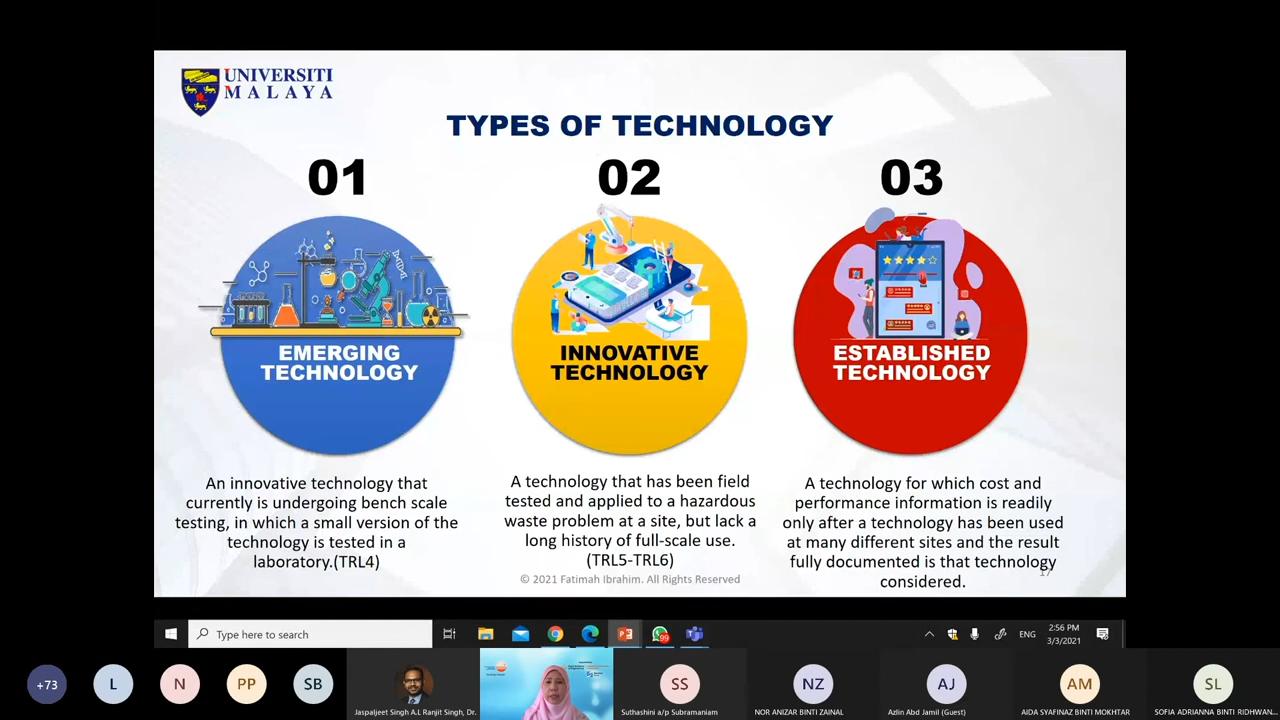 UNIVERSITI
MALAYA
TYPES OF TECHNOLOGY
01
02
03
EMERGING
TECHNOLOGY
INNOVATIVE
TECHNOLOGY
ESTABLISHED
TECHNOLOGY
An innovative technology that
currently is undergoing bench scale
testing, in which a small version of the
technology is tested in a
laboratory.(TRL4)
A technology that has been field
tested and applied to a hazardous
waste problem at a site, but lack a
long history of full-scale use.
(TRL5-TRL6)
A technology for which cost and
performance information is readily
only after a technology has been used
at many different sites and the result
fully documented is that technology
considered.
17
© 2021 Fatimah Ibrahim. All Rights Reserved
Type here to search
99
ENG
2:56 PM
3/3/2021
+73
L
N
PP
SB
Jaspaljeet Singh A.L Ranjit Singh, Dr.
SS
Suthashini a/p Subramaniam
NZ
NOR ANIZAR BINTI ZAINAL
AJ
Azlin Abd Jamil (Guest)
AM
AIDA SYAFINAZ BINTI MOKHTAR
SL
SOFIA ADRIANNA BINTI RIDHWAN...